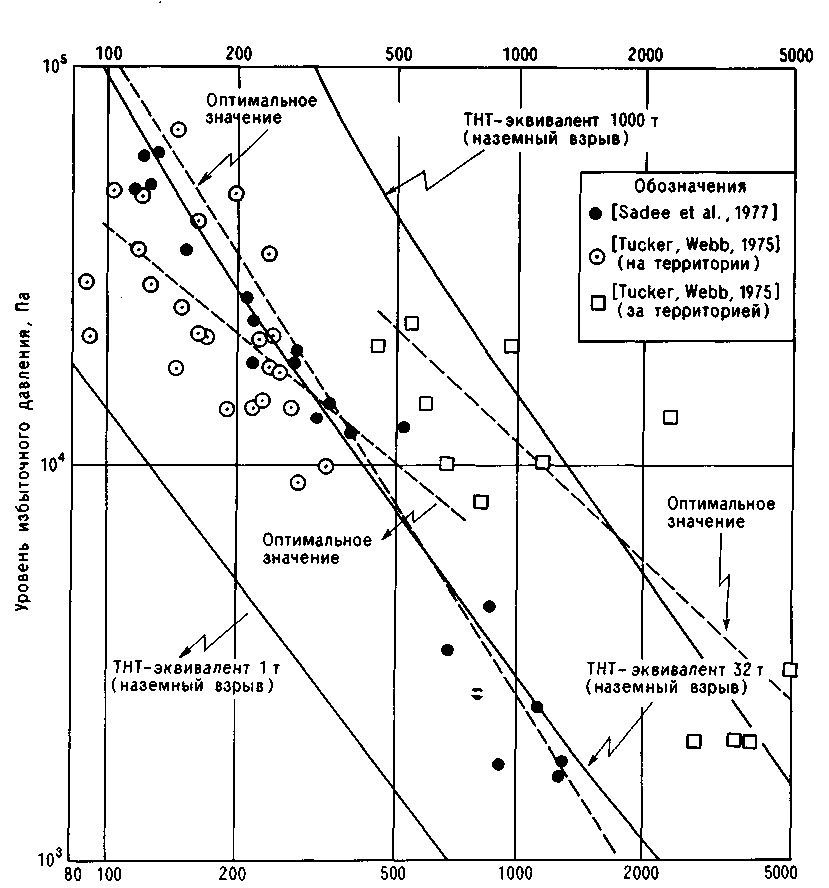 100 200 500 1000 2000 5000
10⁵
Оптимальное
значение
ТНТ-эквивалент 1000 т
(наземный взрыв)
Обозначения
[Sadee et al., 1977]
[Tucker, Webb, 1975]
(на территории)
[Tucker, Webb, 1975]
(за территорией)
Уровень избыточного давления, Па
10⁴
Оптимальное
значение
Оптимальное
значение
ТНТ-эквивалент 1 т
(наземный взрыв)
ТНТ-эквивалент 32 т
(наземный взрыв)
10³
80 100 200 500 1000 2000 5000